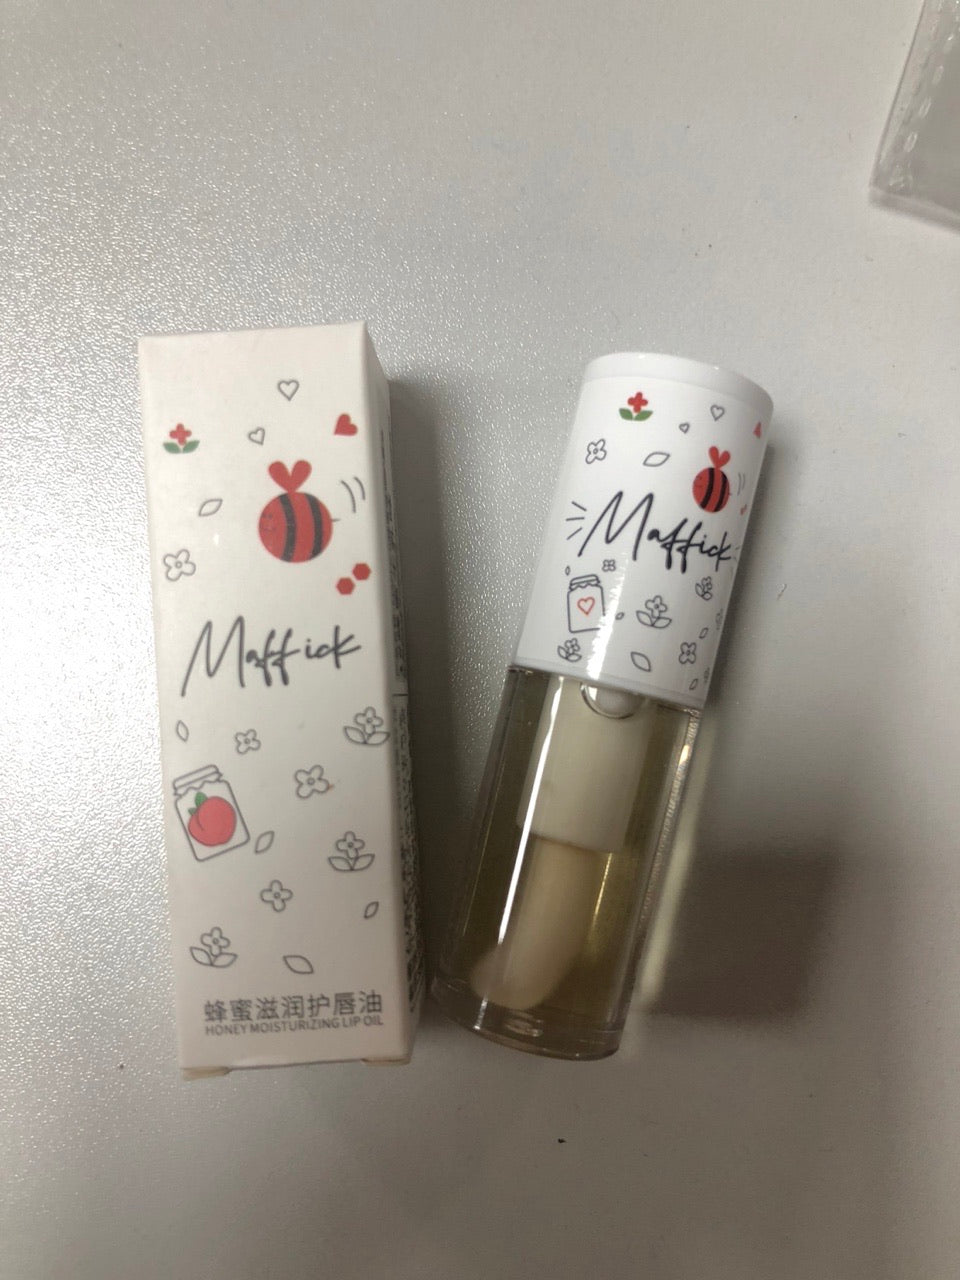 Maffick
蜂蜜滋润护唇油
HONEY MOISTURIZING LIP OIL
Maffick